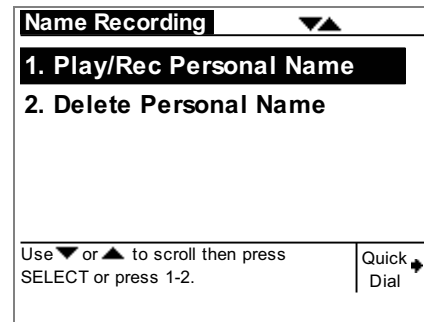 Name Recording ▼▲
1. Play/Rec Personal Name
2. Delete Personal Name
Use ▼ or ▲ to scroll then press
SELECT or press 1-2.
Quick
Dial